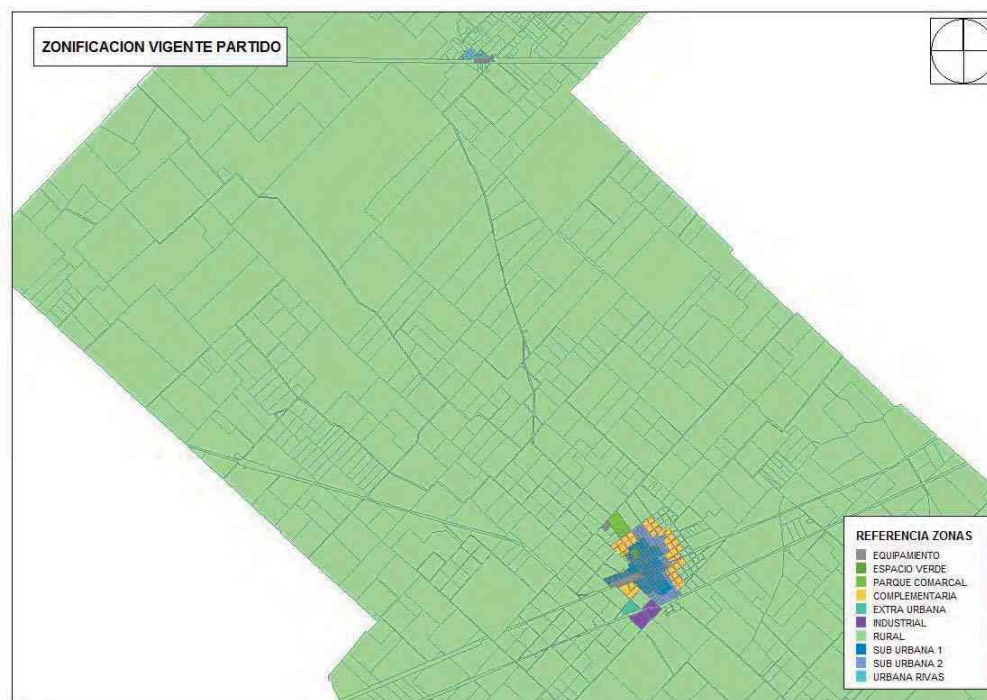 ZONIFICACION VIGENTE PARTIDO
REFERENCIA ZONAS
EQUIPAMIENTO
ESPACIO VERDE
PARQUE COMARCAL
COMPLEMENTARIA
EXTRA URBANA
INDUSTRIAL
RURAL
SUB URBANA 1
SUB URBANA 2
URBANA RIVAS